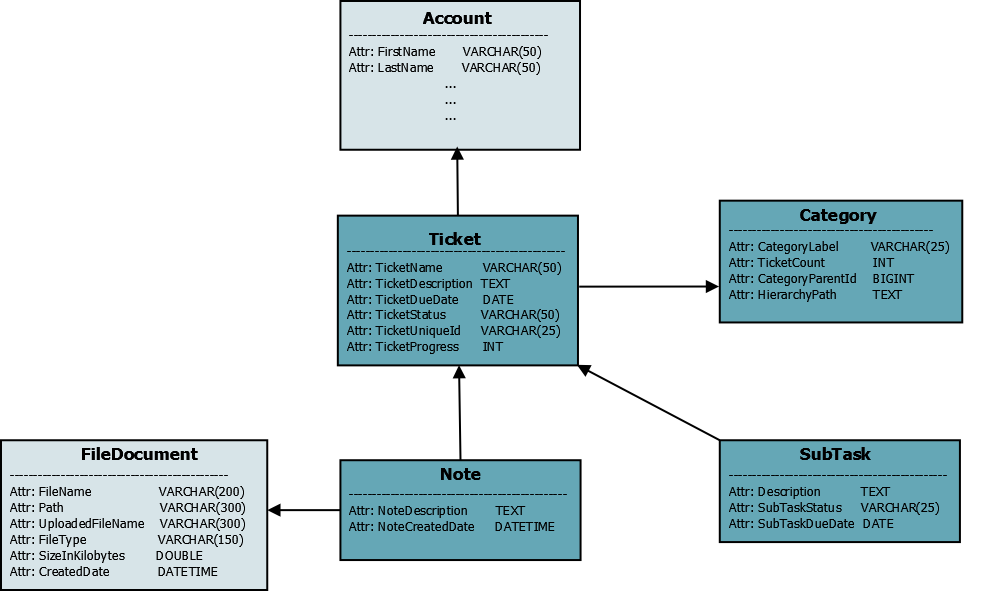 Account
Attr: FirstName VARCHAR(50)
Attr: LastName VARCHAR(50)
...
...
...
Ticket
Attr: TicketName VARCHAR(50)
Attr: TicketDescription TEXT
Attr: TicketDueDate DATE
Attr: TicketStatus VARCHAR(50)
Attr: TicketUniqueId VARCHAR(25)
Attr: TicketProgress INT
Category
Attr: CategoryLabel VARCHAR(25)
Attr: TicketCount INT
Attr: CategoryParentId BIGINT
Attr: HierarchyPath TEXT
FileDocument
Attr: FileName VARCHAR(200)
Attr: Path VARCHAR(300)
Attr: UploadedFileName VARCHAR(300)
Attr: FileType VARCHAR(150)
Attr: SizeInKilobytes DOUBLE
Attr: CreatedDate DATETIME
Note
Attr: NoteDescription TEXT
Attr: NoteCreatedDate DATETIME
SubTask
Attr: Description TEXT
Attr: SubTaskStatus VARCHAR(25)
Attr: SubTaskDueDate DATE